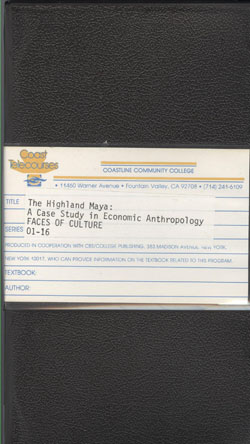 Coast
Telecourses
COASTLINE COMMUNITY COLLEGE
• 11460 Warner Avenue • Fountain Valley, CA 92708 • (714) 241-6109
TITLE
The Highland Maya:
A Case Study in Economic Anthropology
SERIES
FACES OF CULTURE
01-16
PRODUCED IN COOPERATION WITH CBS/COLLEGE PUBLISHING, 383 MADISON AVENUE, NEW YORK,
NEW YORK 10017, WHO CAN PROVIDE INFORMATION ON THE TEXTBOOK RELATED TO THIS PROGRAM.
TEXTBOOK:
AUTHOR: